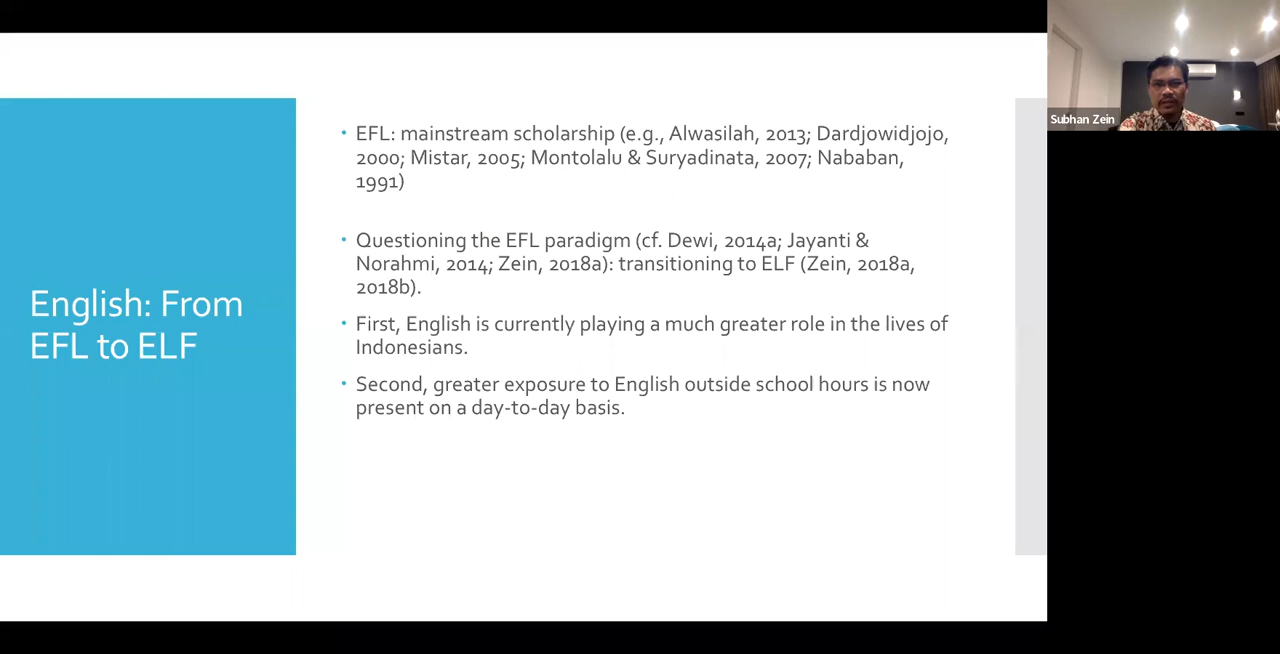 English: From
EFL to ELF
• EFL: mainstream scholarship (e.g., Alwasilah, 2013; Dardjowidjojo,
2000; Mistar, 2005; Montolalu & Suryadinata, 2007; Nababan,
1991)
• Questioning the EFL paradigm (cf. Dewi, 2014a; Jayanti &
Norahmi, 2014; Zein, 2018a): transitioning to ELF (Zein, 2018a,
2018b).
• First, English is currently playing a much greater role in the lives of
Indonesians.
• Second, greater exposure to English outside school hours is now
present on a day-to-day basis.
Subhan Zein